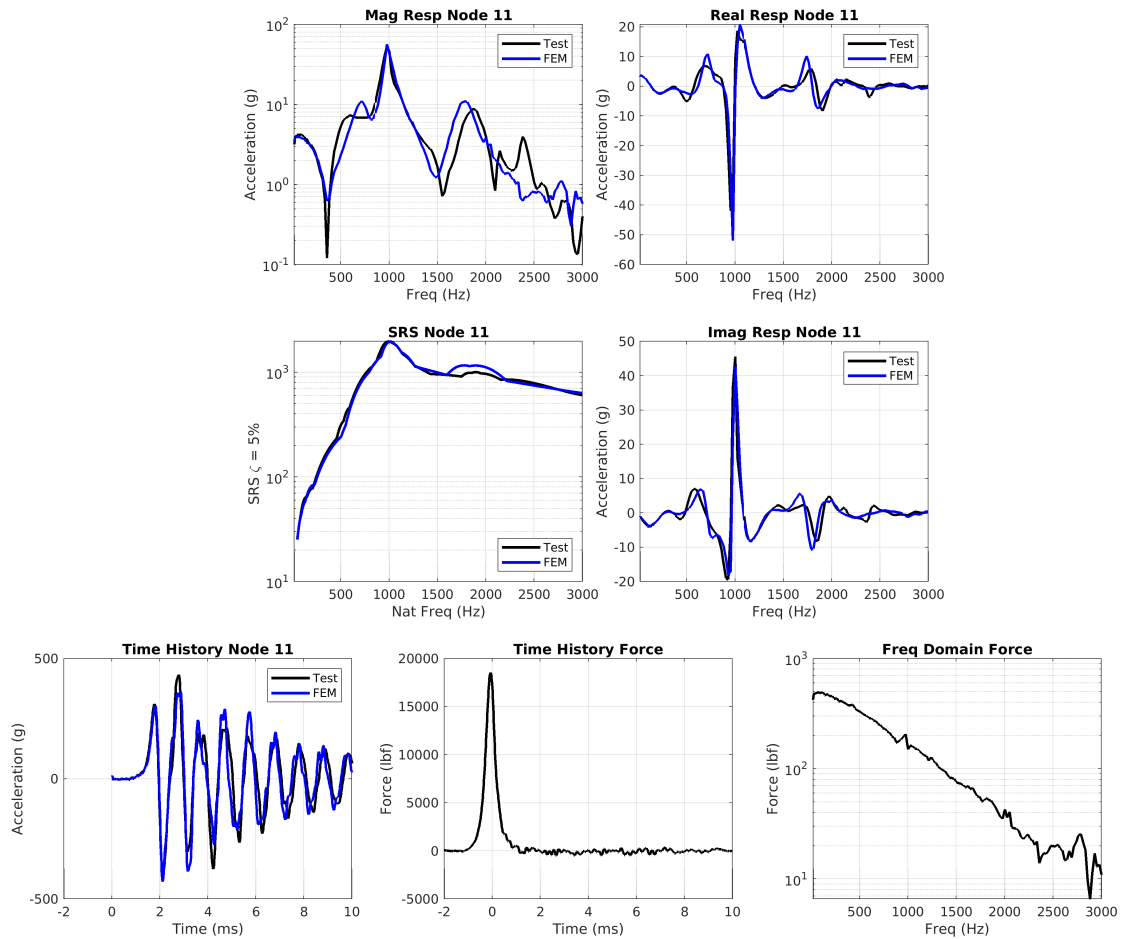 Mag Resp Node 11
Acceleration (g)
10^2
10^1
10^0
10^-1
Test
FEM
500 1000 1500 2000 2500 3000
Freq (Hz)
Real Resp Node 11
Acceleration (g)
20
10
0
-10
-20
-30
-40
-50
-60
Test
FEM
500 1000 1500 2000 2500 3000
Freq (Hz)
SRS Node 11
SRS ζ = 5%
10^3
10^2
10^1
Test
FEM
500 1000 1500 2000 2500 3000
Nat Freq (Hz)
Imag Resp Node 11
Acceleration (g)
50
40
30
20
10
0
-10
-20
Test
FEM
500 1000 1500 2000 2500 3000
Freq (Hz)
Time History Node 11
Acceleration (g)
500
0
-500
Test
FEM
-2 0 2 4 6 8 10
Time (ms)
Time History Force
Force (lbf)
20000
15000
10000
5000
0
-5000
-2 0 2 4 6 8 10
Time (ms)
Freq Domain Force
Force (lbf)
10^3
10^2
10^1
500 1000 1500 2000 2500 3000
Freq (Hz)